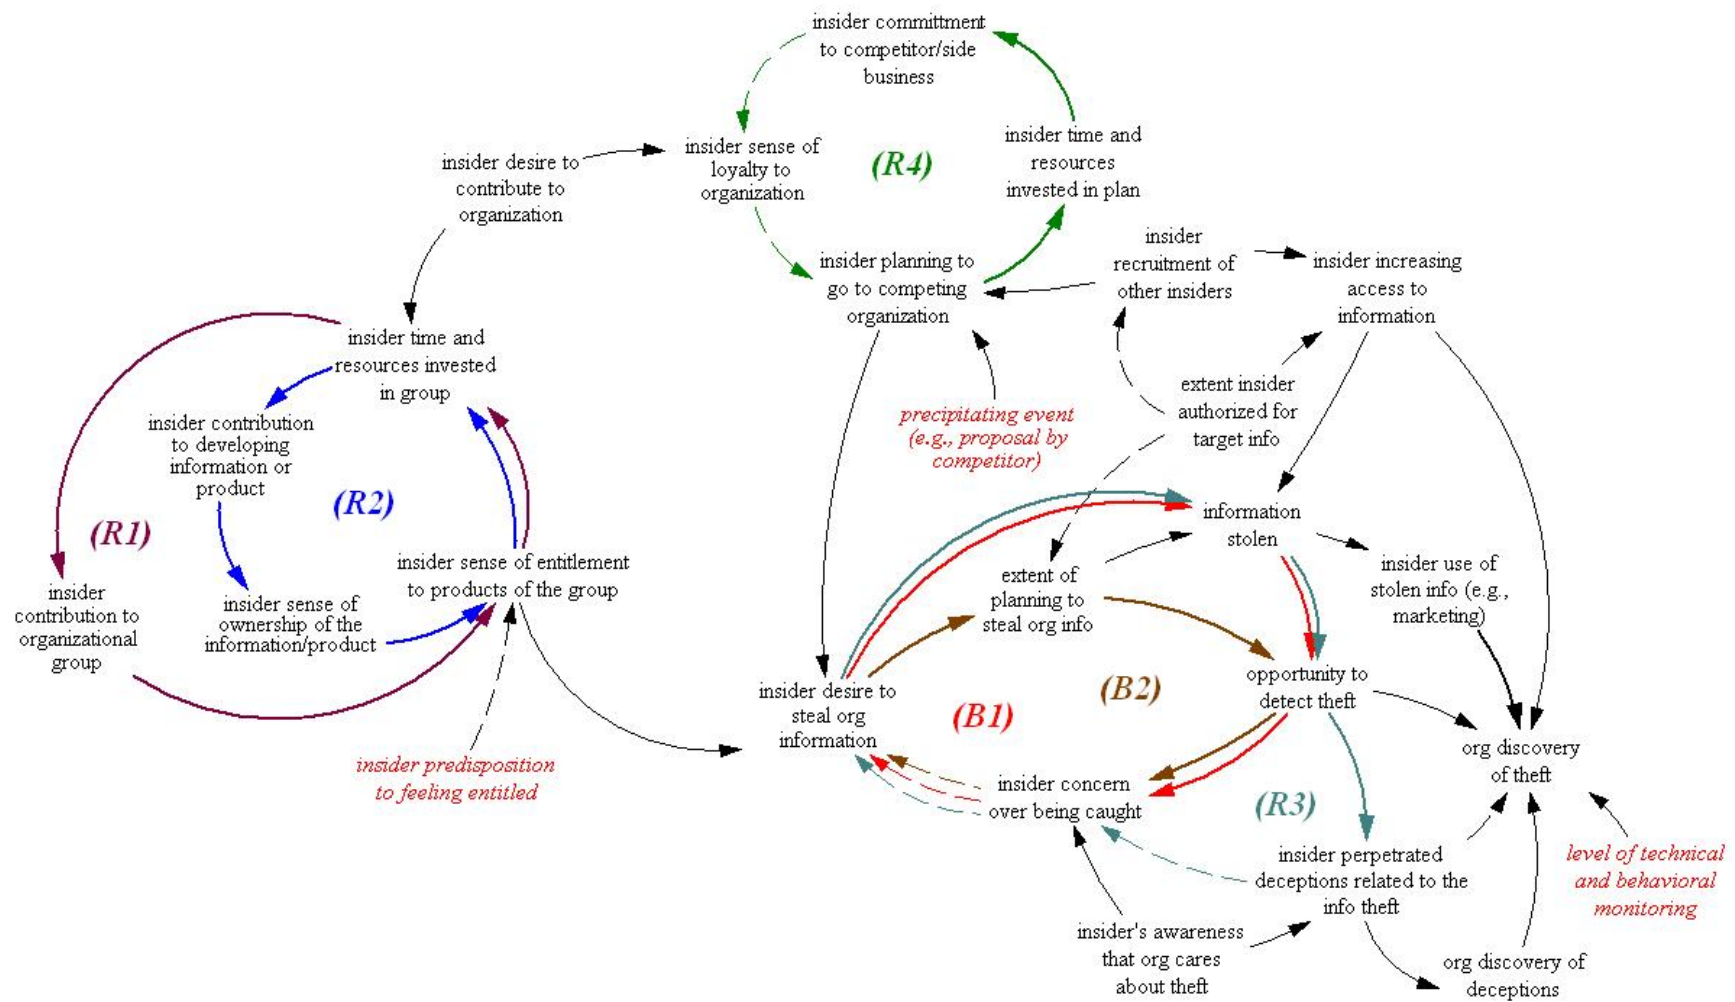 insider committment
to competitor/side
business
insider desire to
contribute to
organization
insider sense of
loyalty to
organization
(R4)
insider time and
resources
invested in plan
insider planning to
go to competing
organization
insider
recruitment of
other insiders
insider increasing
access to
information
insider time and
resources invested
in group
precipitating event
(e.g., proposal by
competitor)
extent insider
authorized for
target info
insider contribution
to developing
information or
product
(R1)
(R2)
information
stolen
insider sense of entitlement
to products of the group
extent of
planning to
steal org info
insider use of
stolen info (e.g.,
marketing)
insider
contribution to
organizational
group
insider sense of
ownership of the
information/product
insider desire to
steal org
information
(B1)
(B2)
opportunity to
detect theft
org discovery
of theft
insider predisposition
to feeling entitled
insider concern
over being caught
(R3)
insider perpetrated
deceptions related to the
info theft
level of technical
and behavioral
monitoring
insider's awareness
that org cares
about theft
org discovery of
deceptions